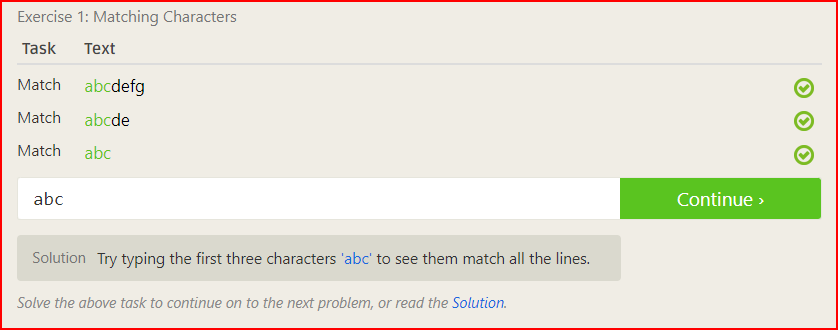 Exercise 1: Matching Characters
Task Text
Match abcdefg
Match abcde
Match abc
abc Continue ›
Solution Try typing the first three characters 'abc' to see them match all the lines.
Solve the above task to continue on to the next problem, or read the Solution.